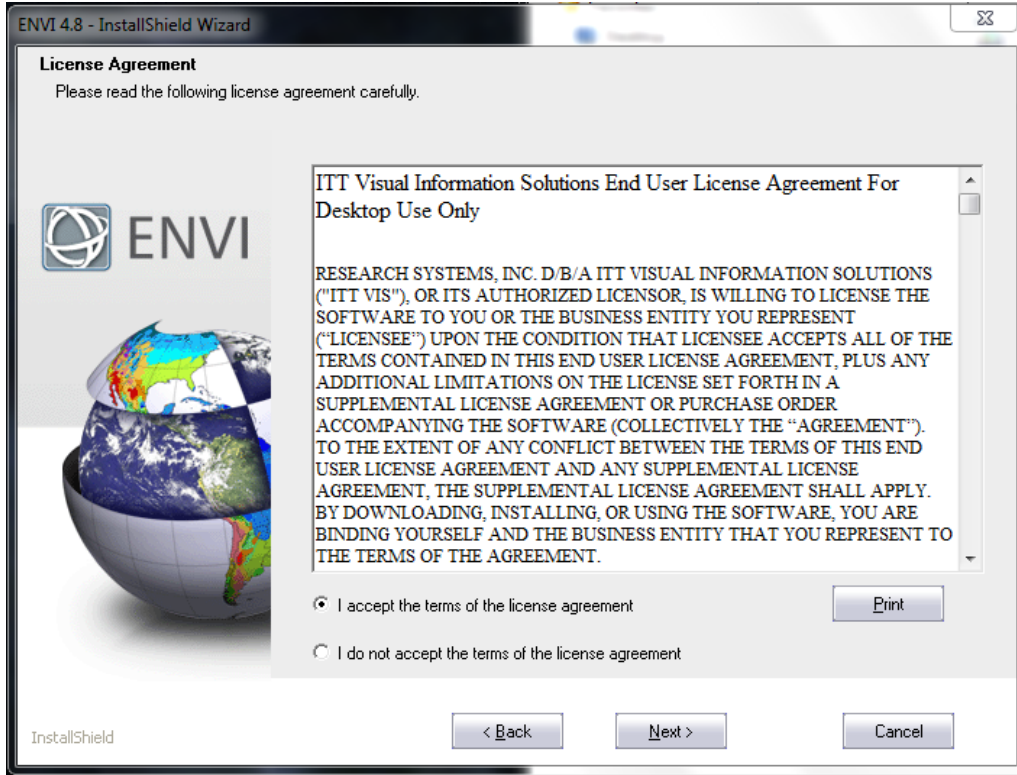 ENVI 4.8 - InstallShield Wizard
License Agreement
Please read the following license agreement carefully.
ENVI
ITT Visual Information Solutions End User License Agreement For
Desktop Use Only
RESEARCH SYSTEMS, INC. D/B/A ITT VISUAL INFORMATION SOLUTIONS
("ITT VIS"), OR ITS AUTHORIZED LICENSOR, IS WILLING TO LICENSE THE
SOFTWARE TO YOU OR THE BUSINESS ENTITY YOU REPRESENT
(“LICENSEE”) UPON THE CONDITION THAT LICENSEE ACCEPTS ALL OF THE
TERMS CONTAINED IN THIS END USER LICENSE AGREEMENT, PLUS ANY
ADDITIONAL LIMITATIONS ON THE LICENSE SET FORTH IN A
SUPPLEMENTAL LICENSE AGREEMENT OR PURCHASE ORDER
ACCOMPANYING THE SOFTWARE (COLLECTIVELY THE “AGREEMENT”).
TO THE EXTENT OF ANY CONFLICT BETWEEN THE TERMS OF THIS END
USER LICENSE AGREEMENT AND ANY SUPPLEMENTAL LICENSE
AGREEMENT, THE SUPPLEMENTAL LICENSE AGREEMENT SHALL APPLY.
BY DOWNLOADING, INSTALLING, OR USING THE SOFTWARE, YOU ARE
BINDING YOURSELF AND THE BUSINESS ENTITY THAT YOU REPRESENT TO
THE TERMS OF THE AGREEMENT.
I accept the terms of the license agreement
Print
I do not accept the terms of the license agreement
InstallShield
< Back
Next >
Cancel